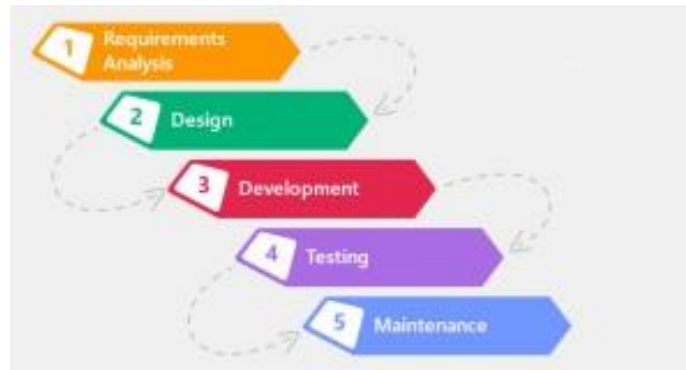 1
Requirements
Analysis
2
Design
3
Development
4
Testing
5
Maintenance